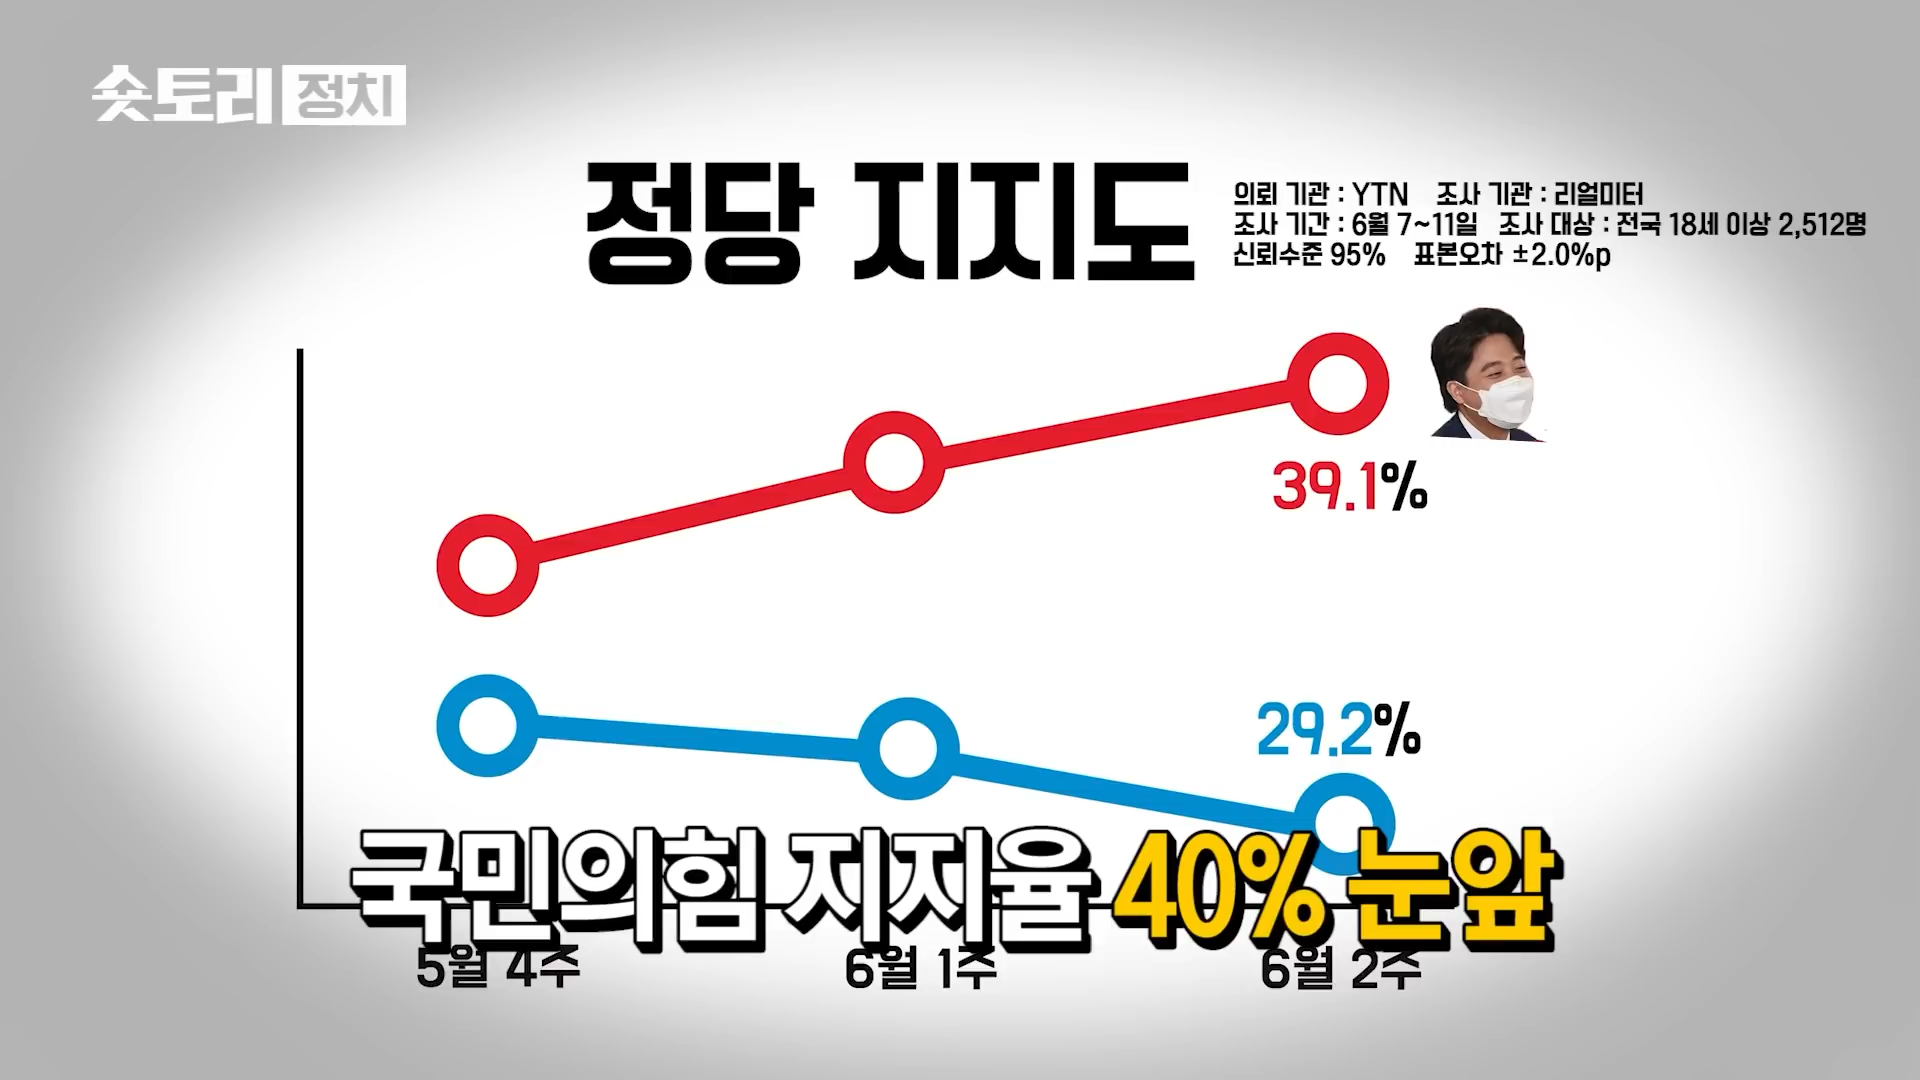 숏토리 정치
정당 지지도
의뢰 기관 : YTN 조사 기관 : 리얼미터
조사 기간 : 6월 7~11일 조사 대상 : 전국 18세 이상 2,512명
신뢰수준 95% 표본오차 ±2.0%p
39.1%
29.2%
국민의힘 지지율 40% 눈앞
5월 4주 6월 1주 6월 2주